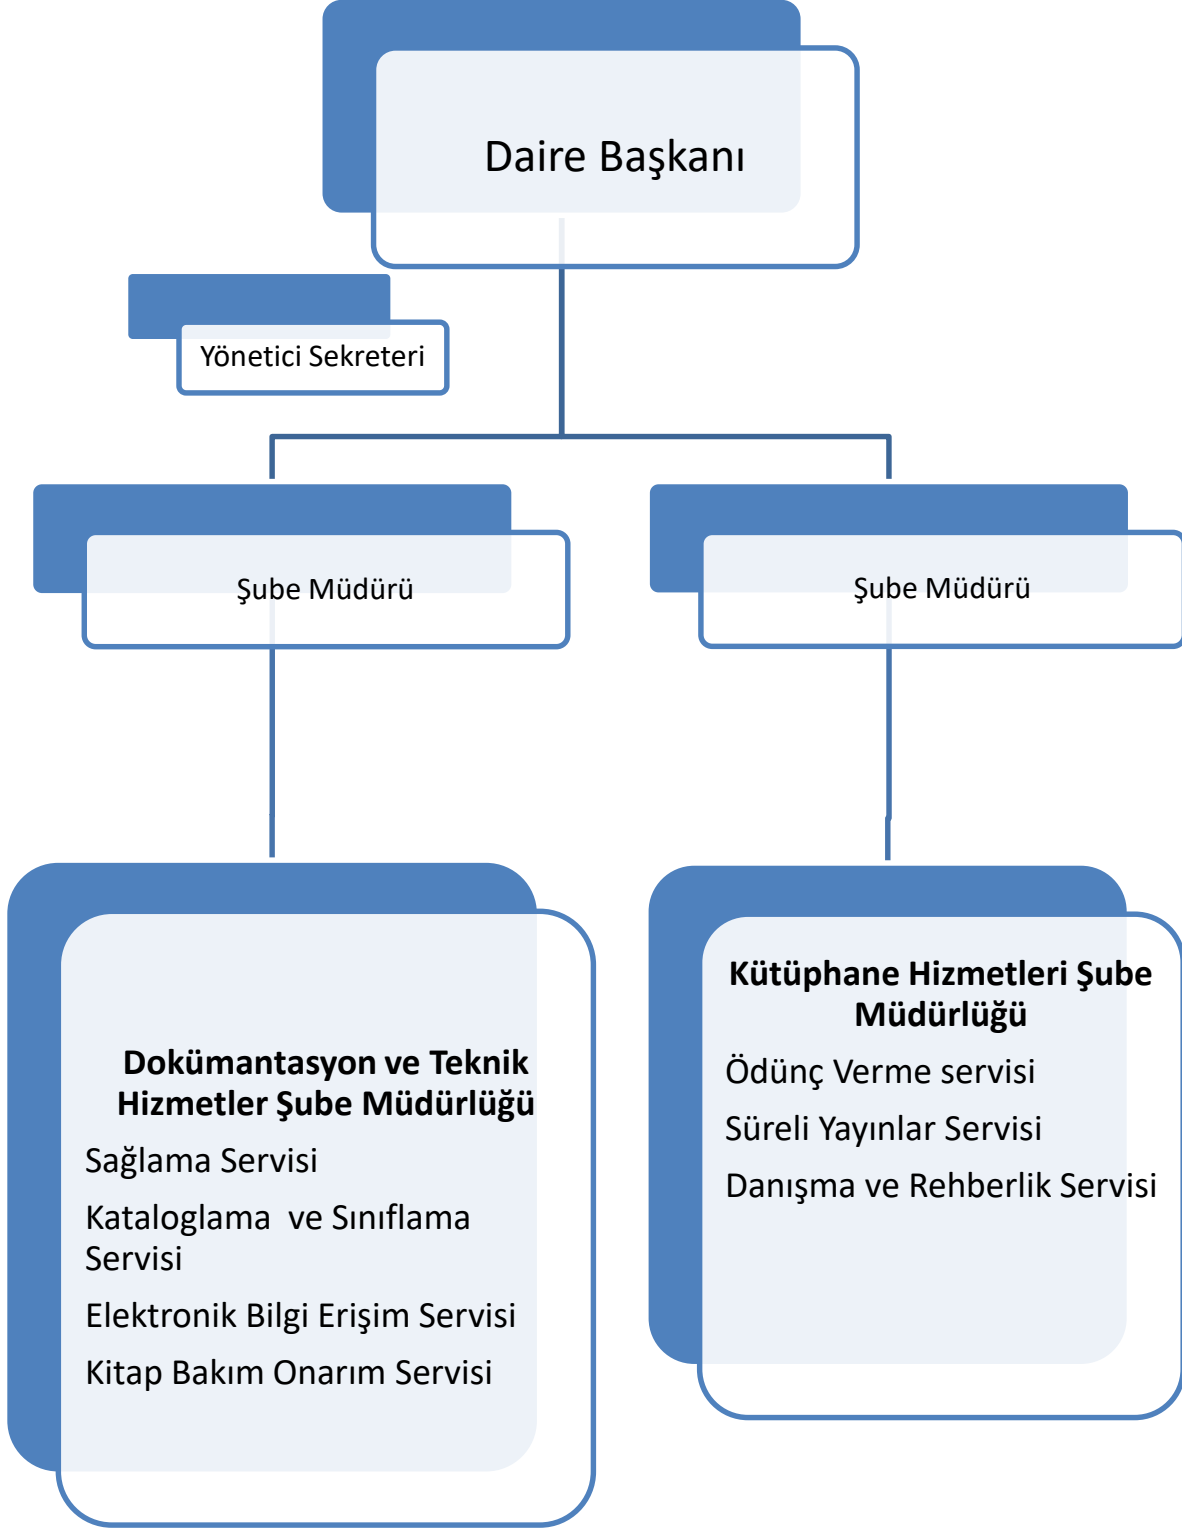 Daire Başkanı
Yönetici Sekreteri
Şube Müdürü
Şube Müdürü
Dokümantasyon ve Teknik
Hizmetler Şube Müdürlüğü
Sağlama Servisi
Kataloglama  ve Sınıflama
Servisi
Elektronik Bilgi Erişim Servisi
Kitap Bakım Onarım Servisi
Kütüphane Hizmetleri Şube
Müdürlüğü
Ödünç Verme servisi
Süreli Yayınlar Servisi
Danışma ve Rehberlik Servisi